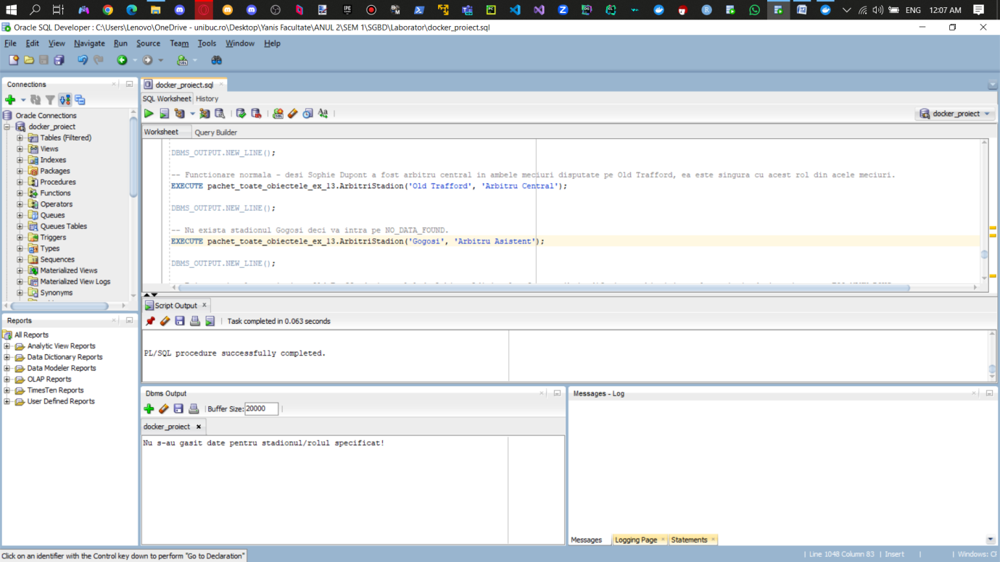 ENG 12:07 AM
Oracle SQL Developer : C:\Users\Lenovo\OneDrive - unibuc.ro\Desktop\Yanis Facultate\ANUL 2\SEM 1\SGBD\Laborator\docker_proiect.sql
File Edit View Navigate Run Source Team Tools Window Help
Connections
Oracle Connections
docker_project
Tables (Filtered)
Views
Indexes
Packages
Procedures
Functions
Operators
Queues
Queues Tables
Triggers
Types
Sequences
Materialized Views
Materialized View Logs
Synonyms
Reports
All Reports
Analytic View Reports
Data Dictionary Reports
Data Modeler Reports
OLAP Reports
TimesTen Reports
User Defined Reports
docker_proiect.sql
SQL Worksheet History
docker_proiect
Worksheet Query Builder
DBMS_OUTPUT.NEW_LINE();
-- Functionare normala - desi Sophie Dupont a fost arbitru central in ambele meciuri disputate pe Old Trafford, ea este singura cu acest rol din acele meciuri.
EXECUTE pachet_toate_obiectele_ex_13.ArbitriStadion('Old Trafford', 'Arbitru Central');
DBMS_OUTPUT.NEW_LINE();
-- Nu exista stadionul Gogosi deci va intra pe NO_DATA_FOUND.
EXECUTE pachet_toate_obiectele_ex_13.ArbitriStadion('Gogosi', 'Arbitru Asistent');
DBMS_OUTPUT.NEW_LINE();
Script Output
Task completed in 0.063 seconds
PL/SQL procedure successfully completed.
Dbms Output
Buffer Size: 20000
docker_proiect
Nu s-au gasit date pentru stadionul/rolul specificat!
Messages - Log
Messages Logging Page Statements
Click on an identifier with the Control key down to perform "Go to Declaration"
Line 1048 Column 83 | Insert | | Windows: